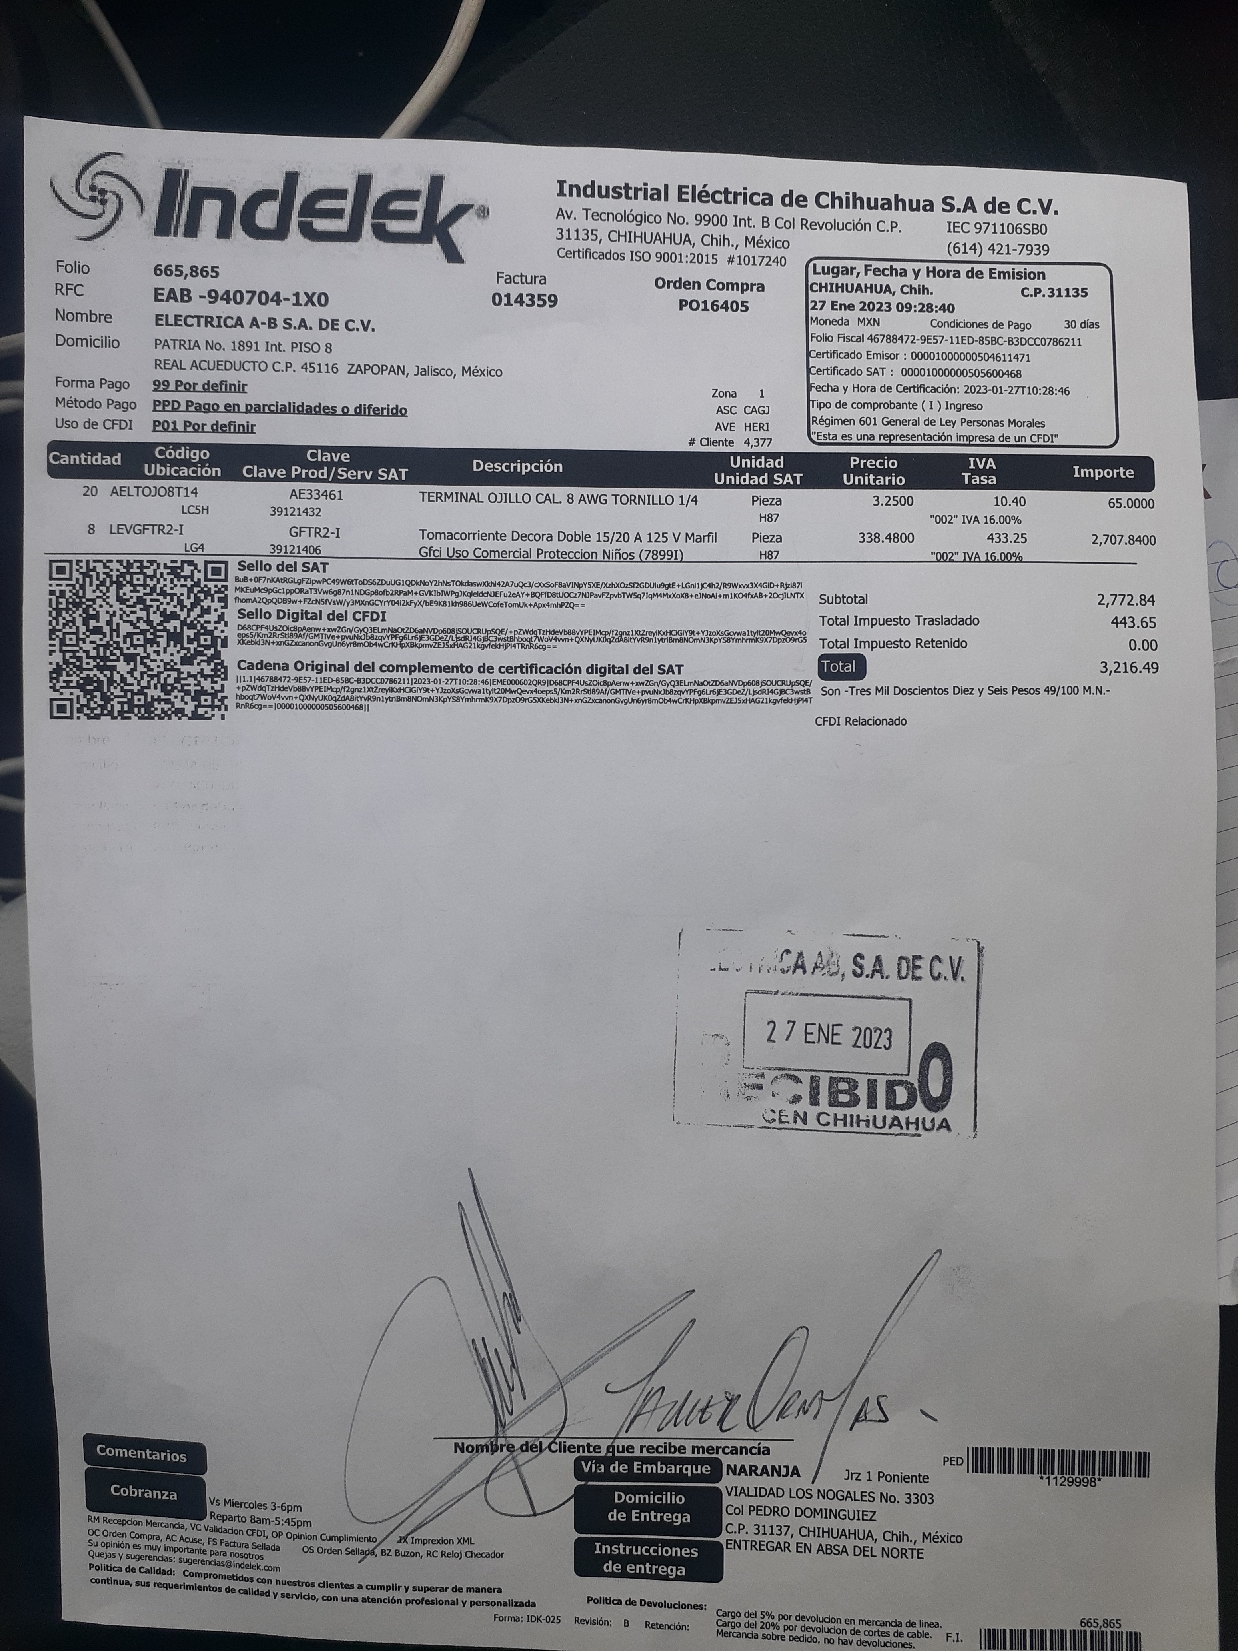 Indelek®
Industrial Eléctrica de Chihuahua S.A de C.V.
Av. Tecnológico No. 9900 Int. B Col Revolución C.P. IEC 971106SB0
31135, CHIHUAHUA, Chih., México (614) 421-7939
Certificados ISO 9001:2015 #1017240
Folio 665,865
RFC EAB -940704-1X0
Nombre ELECTRICA A-B S.A. DE C.V.
Domicilio PATRIA No. 1891 Int. PISO 8
REAL ACUEDUCTO C.P. 45116 ZAPOPAN, Jalisco, México
Forma Pago 99 Por definir
Método Pago PPD Pago en parcialidades o diferido
Uso de CFDI P01 Por definir
Factura
014359
Orden Compra
PO16405
Zona 1
ASC CAGJ
AVE HERI
# Cliente 4,377
Lugar, Fecha y Hora de Emision
CHIHUAHUA, Chih. C.P.31135
27 Ene 2023 09:28:40
Moneda MXN Condiciones de Pago 30 días
Folio Fiscal 46788472-9E57-11ED-85BC-B3DCC0786211
Certificado Emisor : 00001000000504611471
Certificado SAT : 00001000000505600468
Fecha y Hora de Certificación: 2023-01-27T10:28:46
Tipo de comprobante ( I ) Ingreso
Régimen 601 General de Ley Personas Morales
"Esta es una representación impresa de un CFDI"
Cantidad Código Ubicación Clave Clave Prod/Serv SAT Descripción Unidad Unidad SAT Precio Unitario IVA Tasa Importe
20 AELTOJO8T14 AE33461 TERMINAL OJILLO CAL. 8 AWG TORNILLO 1/4 Pieza 3.2500 10.40 65.0000
LC5H 39121432 H87 "002" IVA 16.00%
8 LEVGFTR2-I GFTR2-I Tomacorriente Decora Doble 15/20 A 125 V Marfil Pieza 338.4800 433.25 2,707.8400
LG4 39121406 Gfci Uso Comercial Proteccion Niños (7899I) H87 "002" IVA 16.00%
Sello del SAT
Sello Digital del CFDI
Cadena Original del complemento de certificación digital del SAT
Subtotal 2,772.84
Total Impuesto Trasladado 443.65
Total Impuesto Retenido 0.00
Total 3,216.49
Son -Tres Mil Doscientos Diez y Seis Pesos 49/100 M.N.-
CFDI Relacionado
CA AB, S.A. DE C.V.
27 ENE 2023
RECIBIDO
CEN CHIHUAHUA
JAVIER ORNELAS
Nombre del Cliente que recibe mercancía
Comentarios
Cobranza
Vs Miercoles 3-6pm
Reparto 8am-5:45pm
RM Recepcion Mercancia, VC Validacion CFDI, OP Opinion Cumplimiento IX Impresion XML
OC Orden Compra, AC Acuse, FS Factura Sellada OS Orden Sellada, BZ Buzon, RC Reloj Checador
Su opinión es muy importante para nosotros
Quejas y sugerencias: sugerencias@indelek.com
Politica de Calidad: Comprometidos con nuestros clientes a cumplir y superar de manera
continua, sus requerimientos de calidad y servicio, con una atención profesional y personalizada
Vía de Embarque NARANJA Jrz 1 Poniente
PED *1129998*
Domicilio de Entrega
VIALIDAD LOS NOGALES No. 3303
Col PEDRO DOMINGUIEZ
C.P. 31137, CHIHUAHUA, Chih., México
Instrucciones de entrega
ENTREGAR EN ABSA DEL NORTE
Forma: IDK-025 Revisión: B Retención:
Politica de Devoluciones: Cargo del 5% por devolucion en mercancia de linea.
Cargo del 20% por devolucion de cortes de cable.
Mercancia sobre pedido, no hay devoluciones.
F.I. 665,865